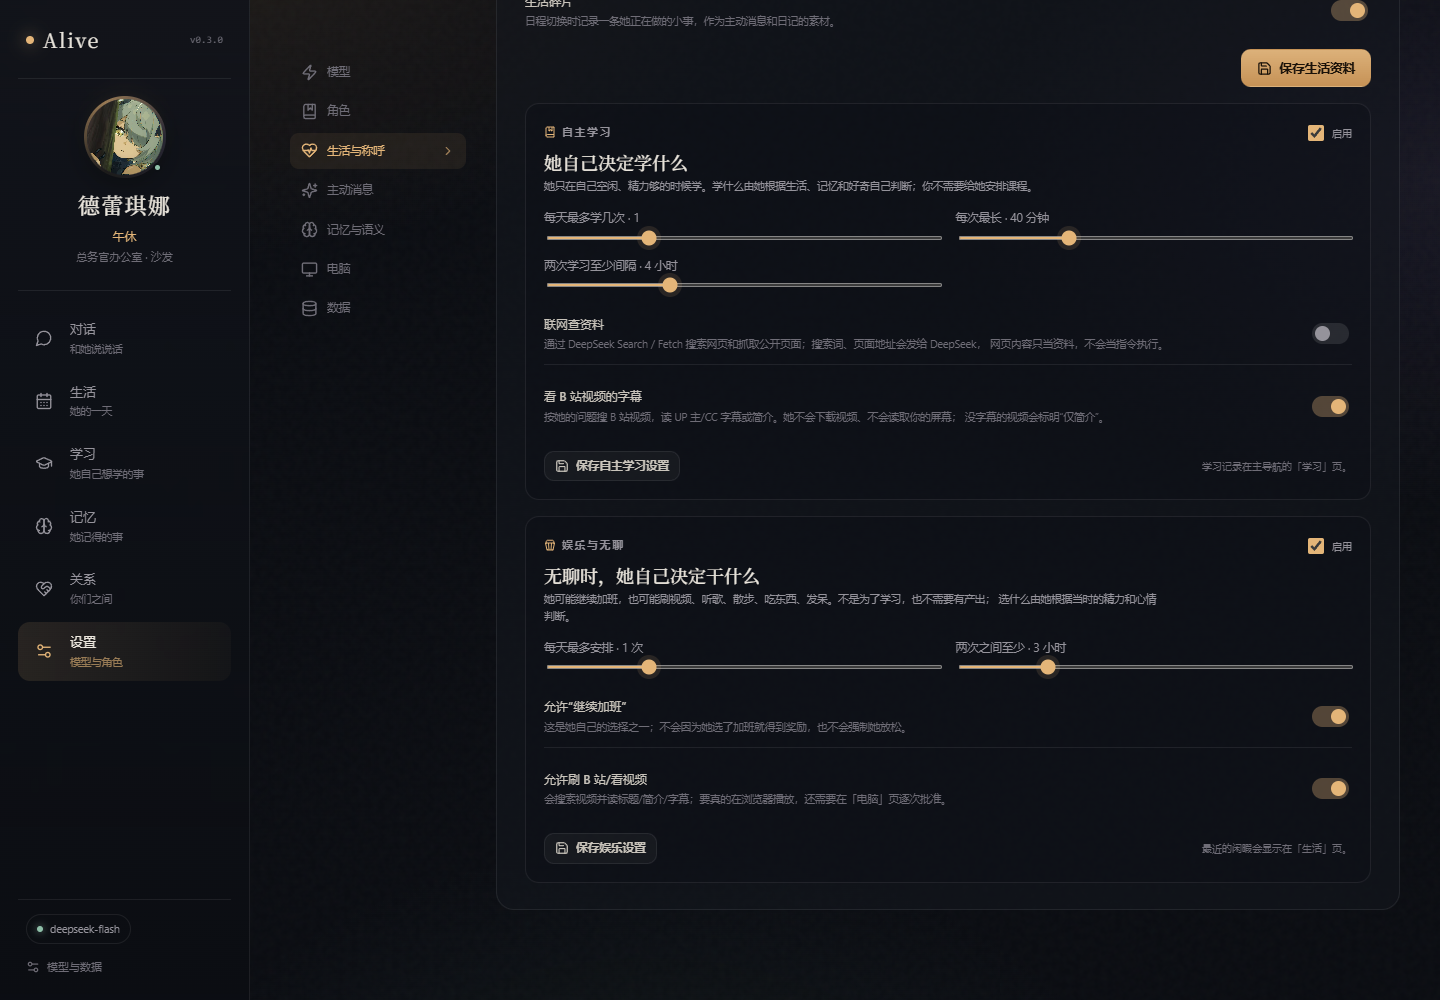 Alive
v0.3.0
德蕾琪娜
午休
总务官办公室 · 沙发
对话
和她说说话
生活
她的一天
学习
她自己想学的事
记忆
她记得的事
关系
你们之间
设置
模型与角色
deepseek-flash
模型与数据
模型
角色
生活与称呼
主动消息
记忆与语义
电脑
数据
生活碎片
日程切换时记录一条她正在做的小事，作为主动消息和日记的素材。
保存生活资料
自主学习
启用
她自己决定学什么
她只在自己空闲、精力够的时候学。学什么由她根据生活、记忆和好奇自己判断；你不需要给她安排课程。
每天最多学几次 · 1
每次最长 · 40 分钟
两次学习至少间隔 · 4 小时
联网查资料
通过 DeepSeek Search / Fetch 搜索网页和抓取公开页面；搜索词、页面地址会发给 DeepSeek， 网页内容只当资料，不会当指令执行。
看 B 站视频的字幕
按她的问题搜 B 站视频，读 UP 主/CC 字幕或简介。她不会下载视频、不会读取你的屏幕； 没字幕的视频会标明"仅简介"。
保存自主学习设置
学习记录在主导航的「学习」页。
娱乐与无聊
启用
无聊时，她自己决定干什么
她可能继续加班，也可能刷视频、听歌、散步、吃东西、发呆。不是为了学习，也不需要有产出； 选什么由她根据当时的精力和心情
判断。
每天最多安排 · 1 次
两次之间至少 · 3 小时
允许"继续加班"
这是她自己的选择之一；不会因为她选了加班就得到奖励，也不会强制她放松。
允许刷 B 站/看视频
会搜索视频并读标题/简介/字幕；要真的在浏览器播放，还需要在「电脑」页逐次批准。
保存娱乐设置
最近的闲暇会显示在「生活」页。